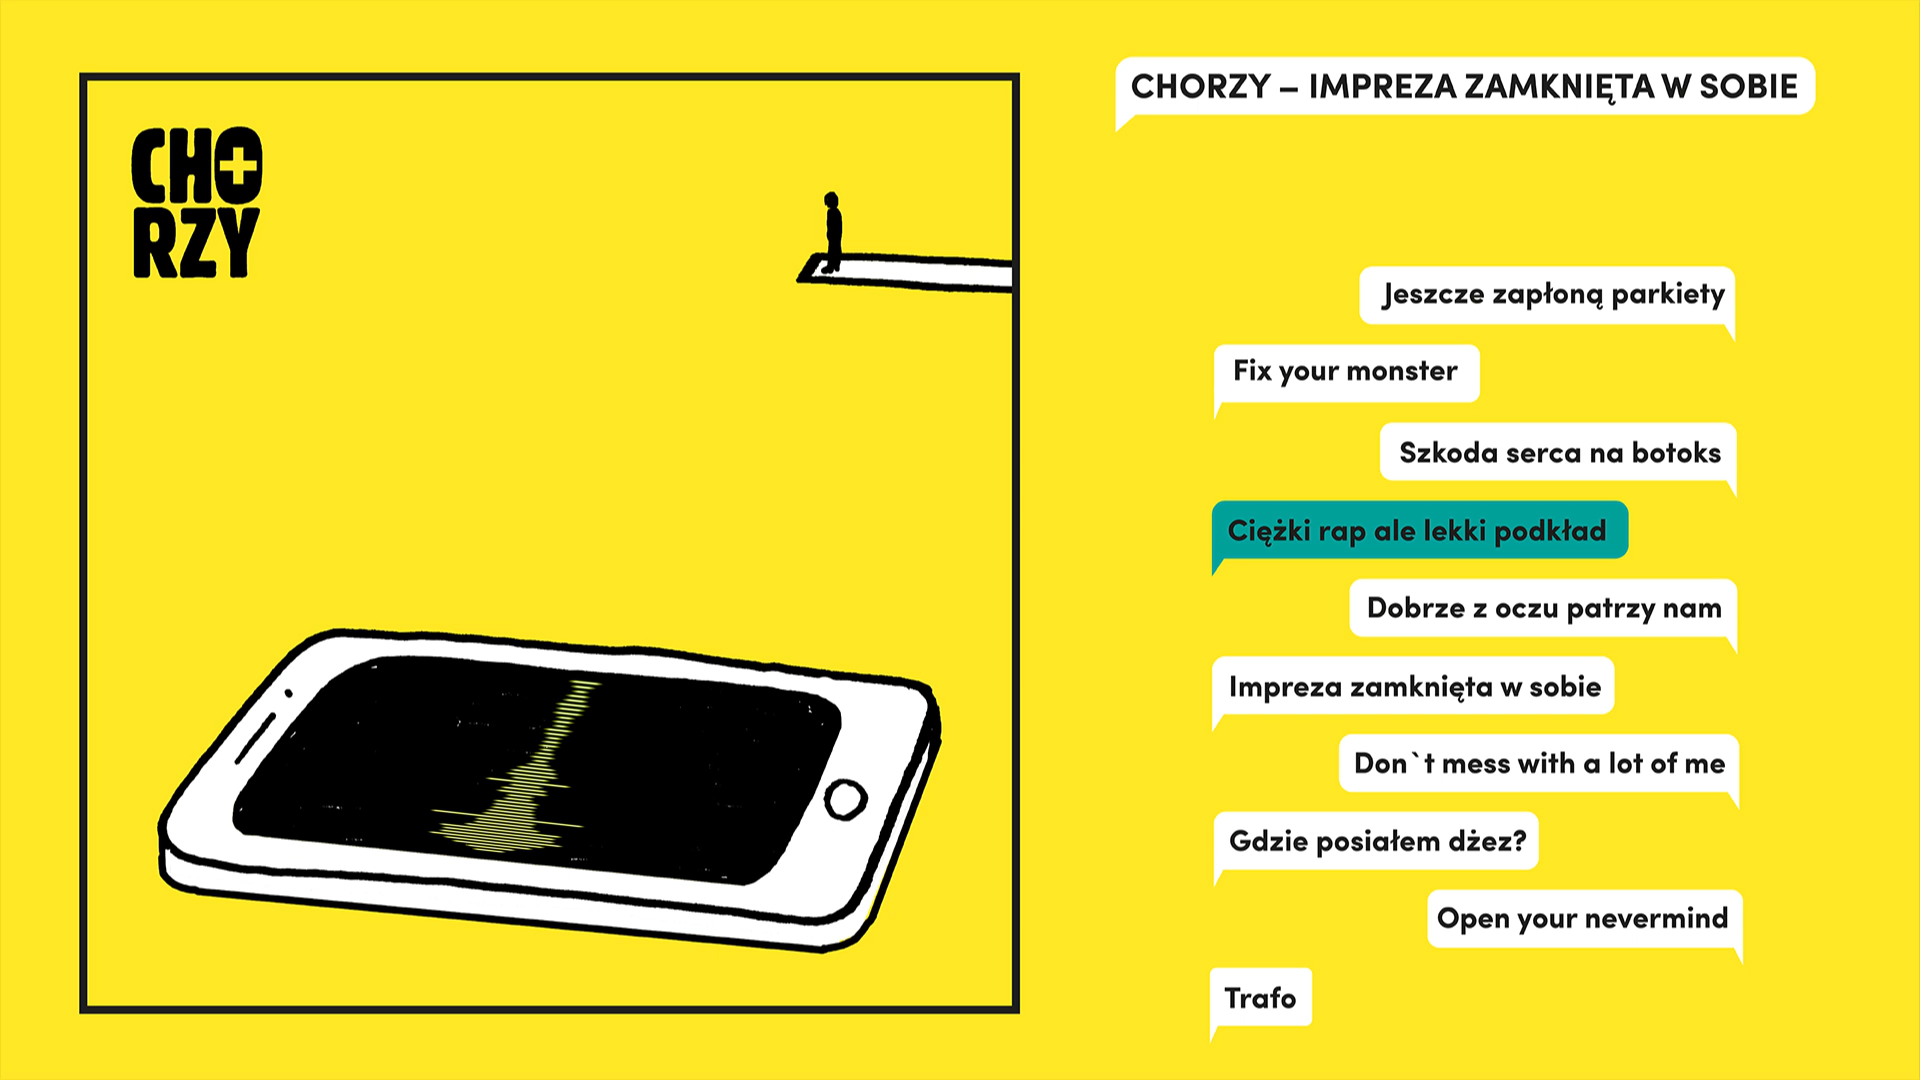 CHO
RZY
CHORZY – IMPREZA ZAMKNIĘTA W SOBIE
Jeszcze zapłoną parkiety
Fix your monster
Szkoda serca na botoks
Ciężki rap ale lekki podkład
Dobrze z oczu patrzy nam
Impreza zamknięta w sobie
Don`t mess with a lot of me
Gdzie posiałem dżez?
Open your nevermind
Trafo